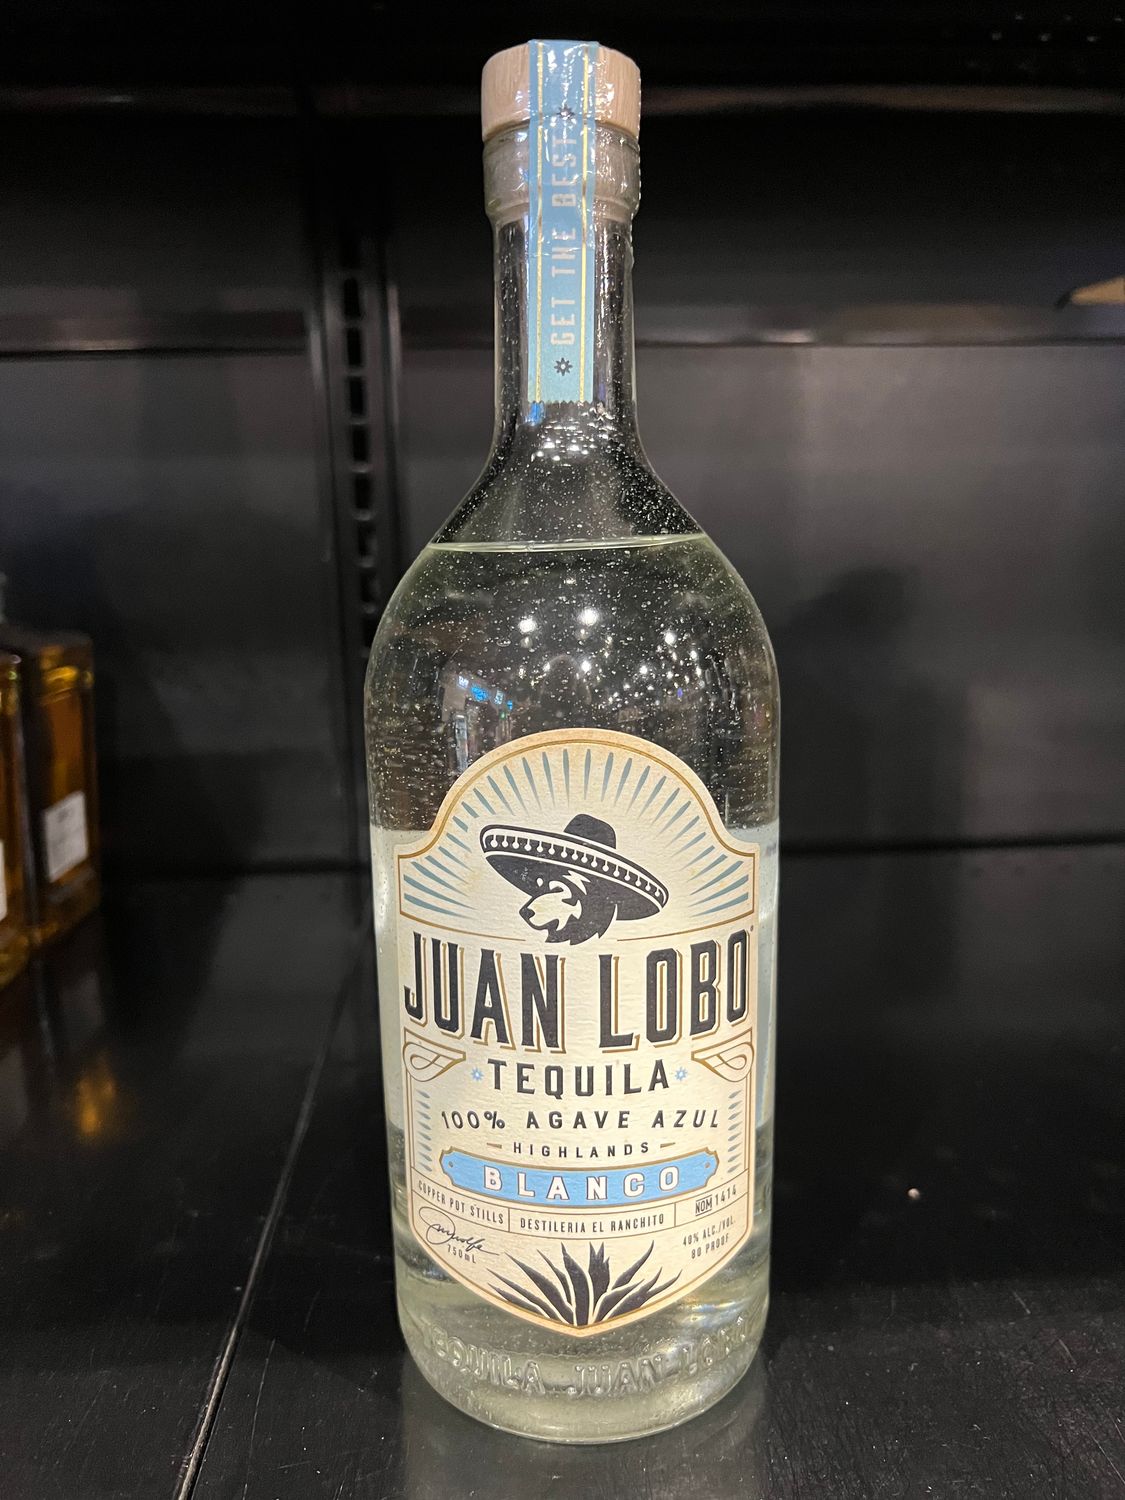 GET THE BEST
JUAN LOBO
TEQUILA
100% AGAVE AZUL
HIGHLANDS
BLANCO
COPPER POT STILLS
DESTILERIA EL RANCHITO
NOM 1414
750mL
40% ALC./VOL.
80 PROOF
TEQUILA JUAN LOBO